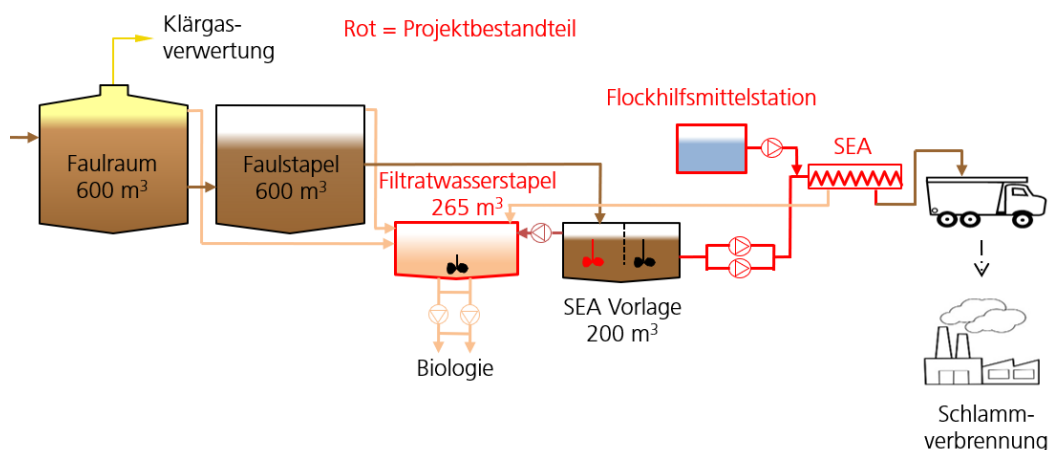 Klärgas-
verwertung
Rot = Projektbestandteil
Flockhilfsmittelstation
Faulraum
600 m³
Faulstapel
600 m³
SEA
Filtratwasserstapel
265 m³
SEA Vorlage
200 m³
Biologie
Schlamm-
verbrennung